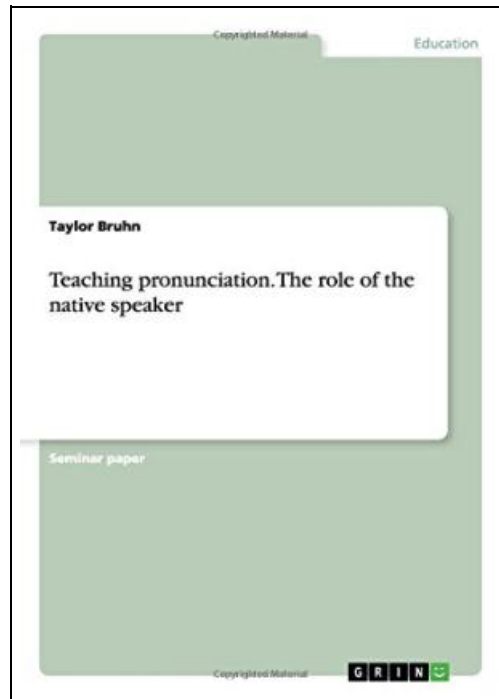 Copyrighted Material
Education
Taylor Bruhn
Teaching pronunciation.The role of the
native speaker
Seminar paper
Copyrighted Material
GRIN